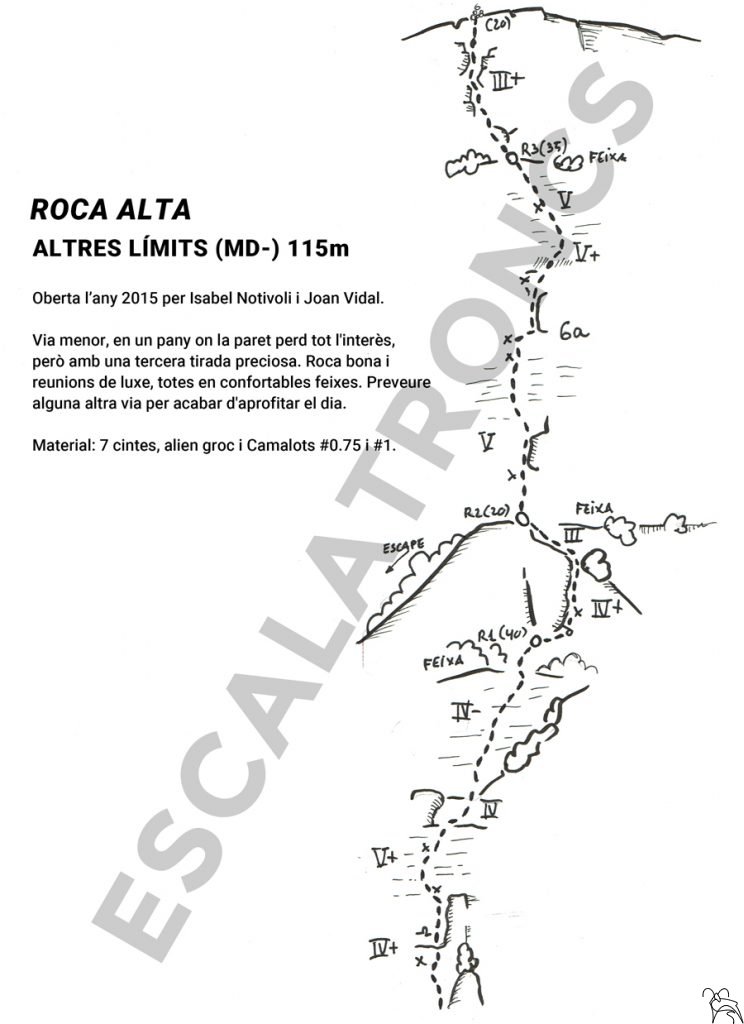 (20)
III+
R3(35)
FEIXA
V
V+
6a
V
R2(20)
FEIXA
III
ESCAPE
IV+
R1(40)
FEIXA
IV-
IV
V+
IV+
ROCA ALTA
ALTRES LÍMITS (MD-) 115m
Oberta l'any 2015 per Isabel Notivoli i Joan Vidal.
Via menor, en un pany on la paret perd tot l'interès,
però amb una tercera tirada preciosa. Roca bona i
reunions de luxe, totes en confortables feixes. Preveure
alguna altra via per acabar d'aprofitar el dia.
Material: 7 cintes, alien groc i Camalots #0.75 i #1.
ESCALATRONCS